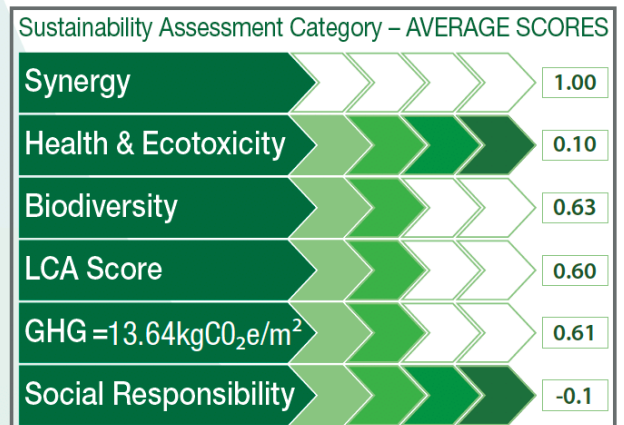 Sustainability Assessment Category – AVERAGE SCORES
Synergy 1.00
Health & Ecotoxicity 0.10
Biodiversity 0.63
LCA Score 0.60
GHG =13.64kgC0₂e/m² 0.61
Social Responsibility -0.1